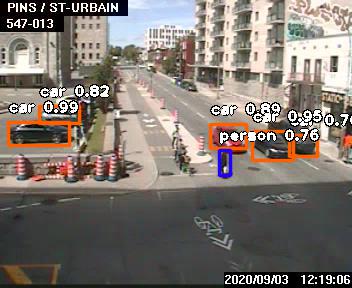 PINS / ST-URBAIN
547-013
car 0.82
car 0.99
car 0.89
car 0.95
person 0.76
2020/09/03 12:19:06